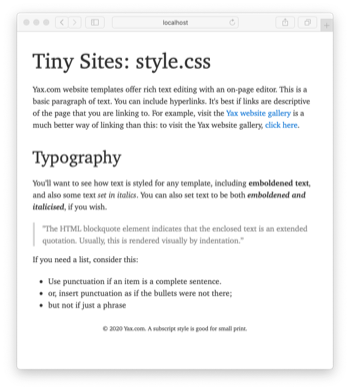 localhost
Tiny Sites: style.css
Yax.com website templates offer rich text editing with an on-page editor. This is a
basic paragraph of text. You can include hyperlinks. It's best if links are descriptive
of the page that you are linking to. For example, visit the Yax website gallery is a
much better way of linking than this: to visit the Yax website gallery, click here.
Typography
You'll want to see how text is styled for any template, including emboldened text,
and also some text set in italics. You can also set text to be both emboldened and
italicised, if you wish.
"The HTML blockquote element indicates that the enclosed text is an extended
quotation. Usually, this is rendered visually by indentation."
If you need a list, consider this:
• Use punctuation if an item is a complete sentence.
• or, insert punctuation as if the bullets were not there;
• but not if just a phrase
© 2020 Yax.com. A subscript style is good for small print.